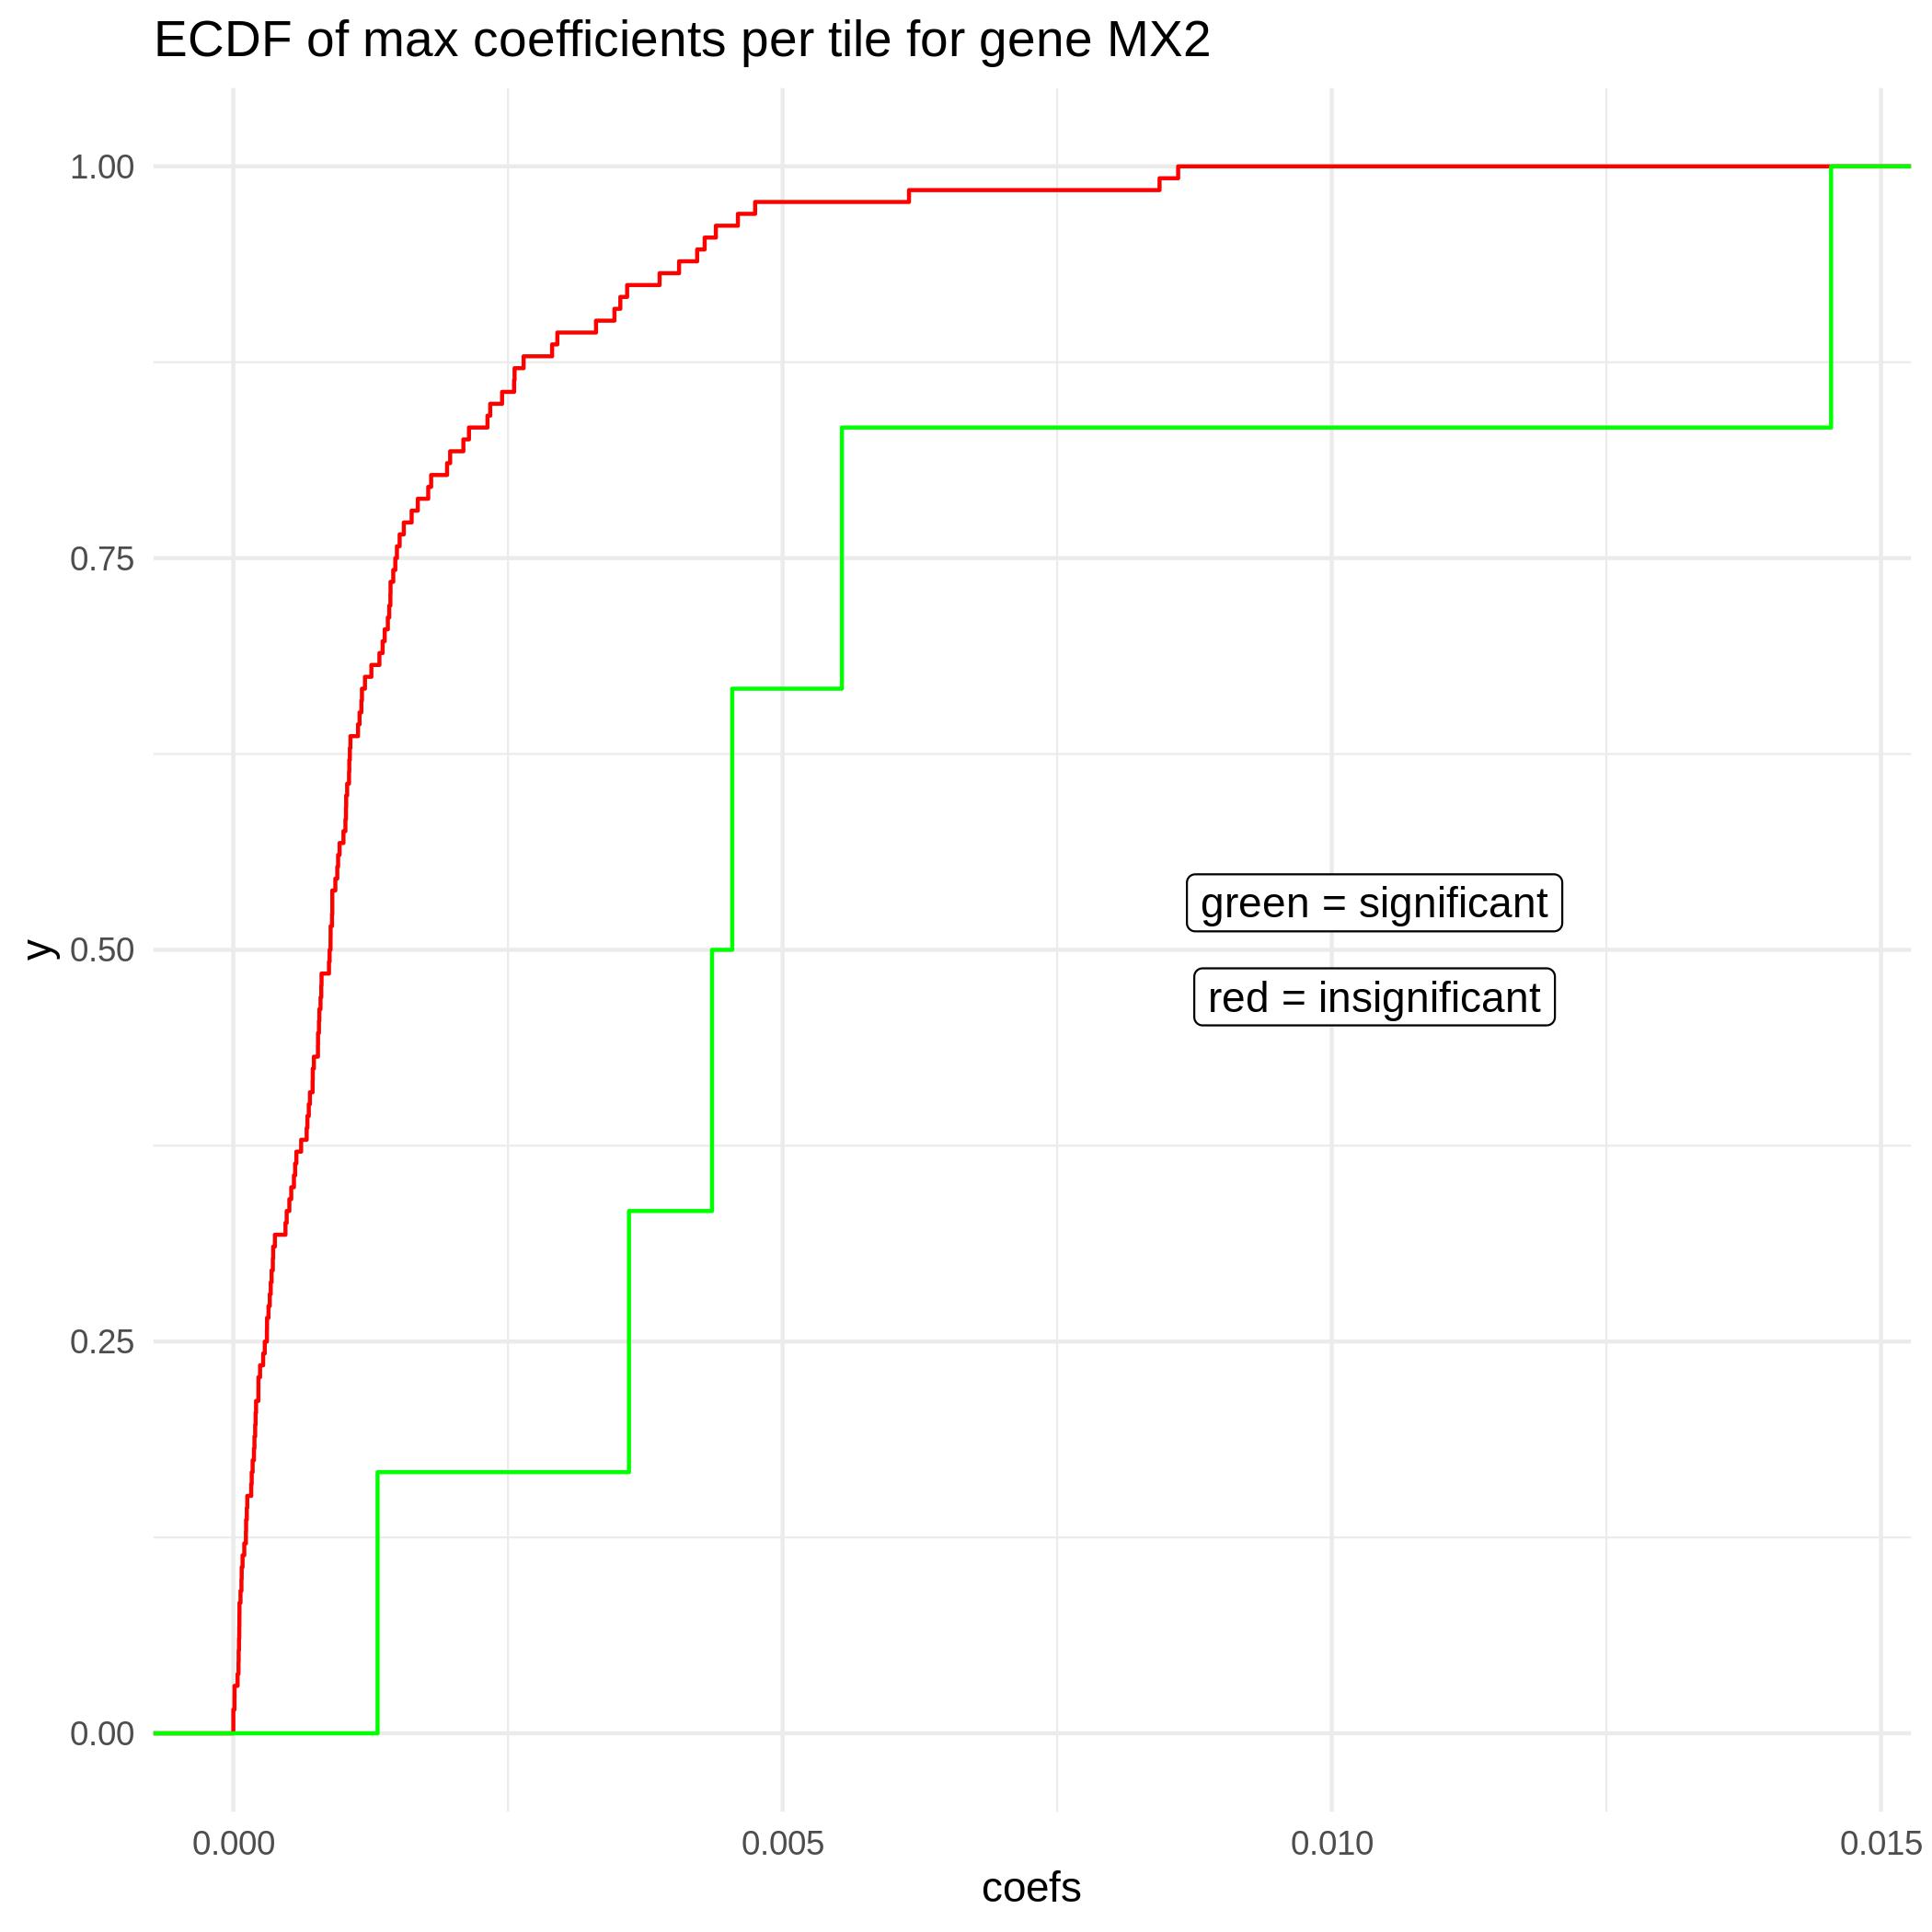 ECDF of max coefficients per tile for gene MX2
1.00
0.75
0.50
0.25
0.00
y
green = significant
red = insignificant
0.000 0.005 0.010 0.015
coefs